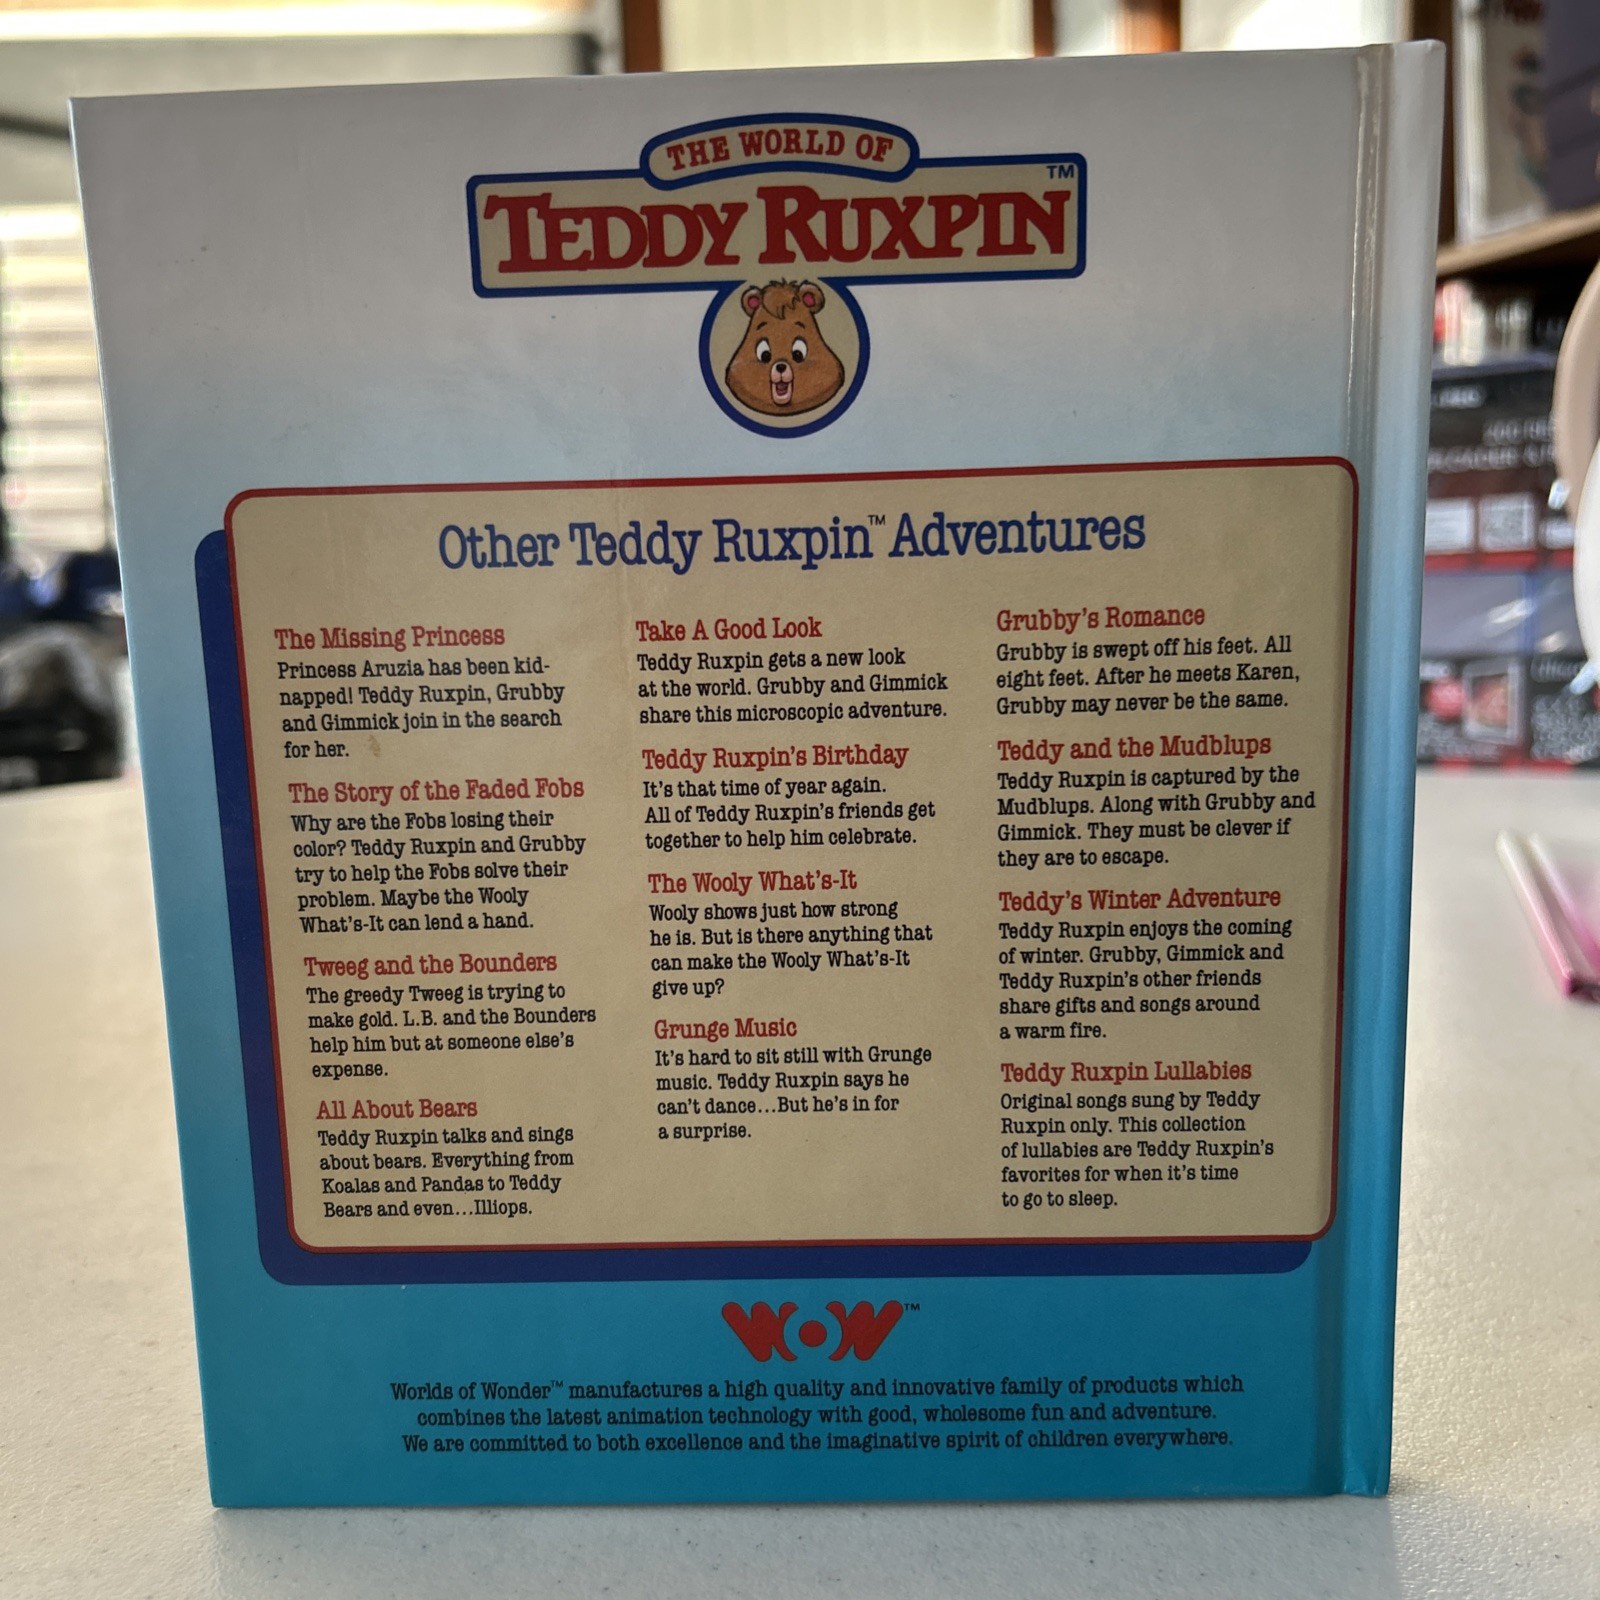 THE WORLD OF
TEDDY RUXPIN™
Other Teddy Ruxpin™ Adventures
The Missing Princess
Princess Aruzia has been kid-
napped! Teddy Ruxpin, Grubby
and Gimmick join in the search
for her.
The Story of the Faded Fobs
Why are the Fobs losing their
color? Teddy Ruxpin and Grubby
try to help the Fobs solve their
problem. Maybe the Wooly
What's-It can lend a hand.
Tweeg and the Bounders
The greedy Tweeg is trying to
make gold. L.B. and the Bounders
help him but at someone else's
expense.
All About Bears
Teddy Ruxpin talks and sings
about bears. Everything from
Koalas and Pandas to Teddy
Bears and even...Illiops.
Take A Good Look
Teddy Ruxpin gets a new look
at the world. Grubby and Gimmick
share this microscopic adventure.
Teddy Ruxpin's Birthday
It's that time of year again.
All of Teddy Ruxpin's friends get
together to help him celebrate.
The Wooly What's-It
Wooly shows just how strong
he is. But is there anything that
can make the Wooly What's-It
give up?
Grunge Music
It's hard to sit still with Grunge
music. Teddy Ruxpin says he
can't dance...But he's in for
a surprise.
Grubby's Romance
Grubby is swept off his feet. All
eight feet. After he meets Karen,
Grubby may never be the same.
Teddy and the Mudblups
Teddy Ruxpin is captured by the
Mudblups. Along with Grubby and
Gimmick. They must be clever if
they are to escape.
Teddy's Winter Adventure
Teddy Ruxpin enjoys the coming
of winter. Grubby, Gimmick and
Teddy Ruxpin's other friends
share gifts and songs around
a warm fire.
Teddy Ruxpin Lullabies
Original songs sung by Teddy
Ruxpin only. This collection
of lullabies are Teddy Ruxpin's
favorites for when it's time
to go to sleep.
WOW™
Worlds of Wonder™ manufactures a high quality and innovative family of products which
combines the latest animation technology with good, wholesome fun and adventure.
We are committed to both excellence and the imaginative spirit of children everywhere.